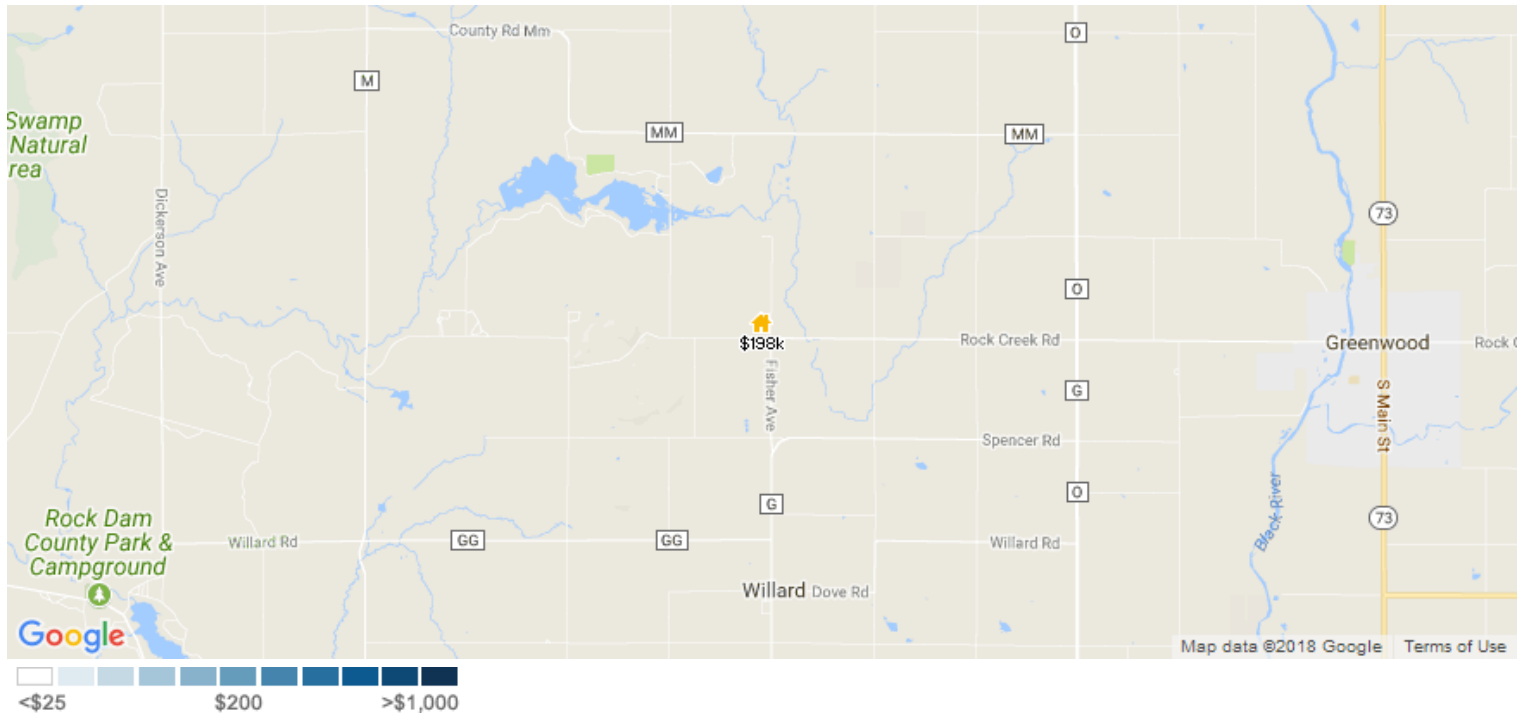 County Rd Mm
O
M
Swamp
Natural
rea
MM
MM
Dickerson Ave
73
O
$198k
Rock Creek Rd
Greenwood
Rock
Fisher Ave
G
S Main St
Spencer Rd
G
O
Black River
73
Rock Dam
County Park &
Campground
Willard Rd
GG
GG
Willard Rd
Willard
Dove Rd
Google
Map data ©2018 Google
Terms of Use
<$25
$200
>$1,000